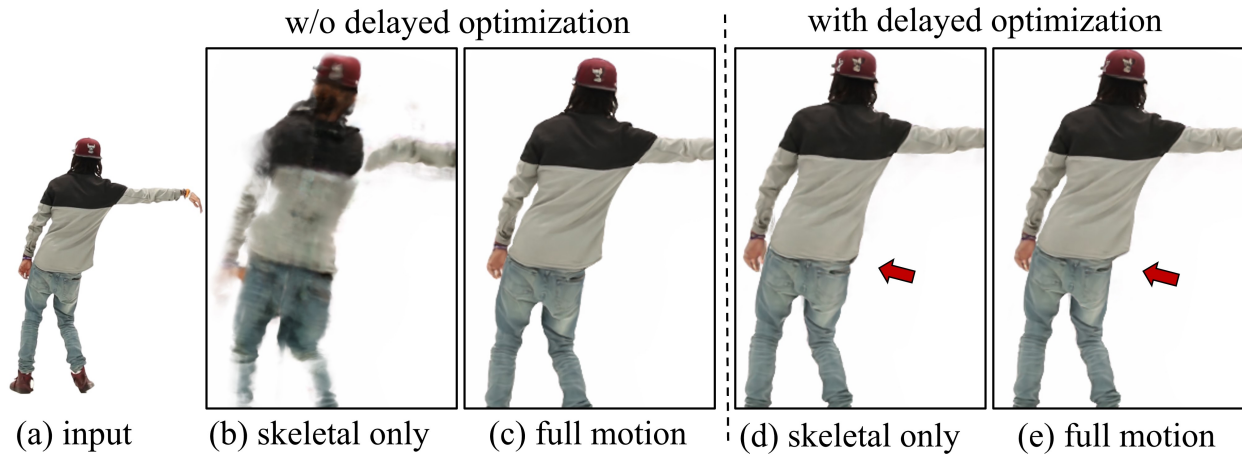 w/o delayed optimization
with delayed optimization
(a) input
(b) skeletal only
(c) full motion
(d) skeletal only
(e) full motion